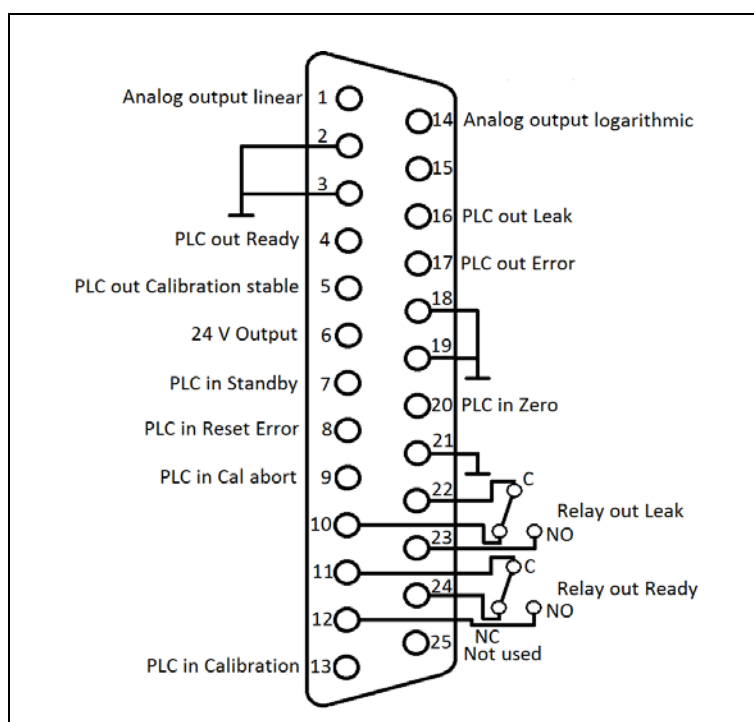 Analog output linear 1
14 Analog output logarithmic
2
15
3
16 PLC out Leak
PLC out Ready 4
17 PLC out Error
PLC out Calibration stable 5
18
24 V Output 6
19
PLC in Standby 7
20 PLC in Zero
PLC in Reset Error 8
21
PLC in Cal abort 9
22 C
Relay out Leak
10
23 NO
11 C
24 Relay out Ready
NO
12
NC
25 Not used
PLC in Calibration 13